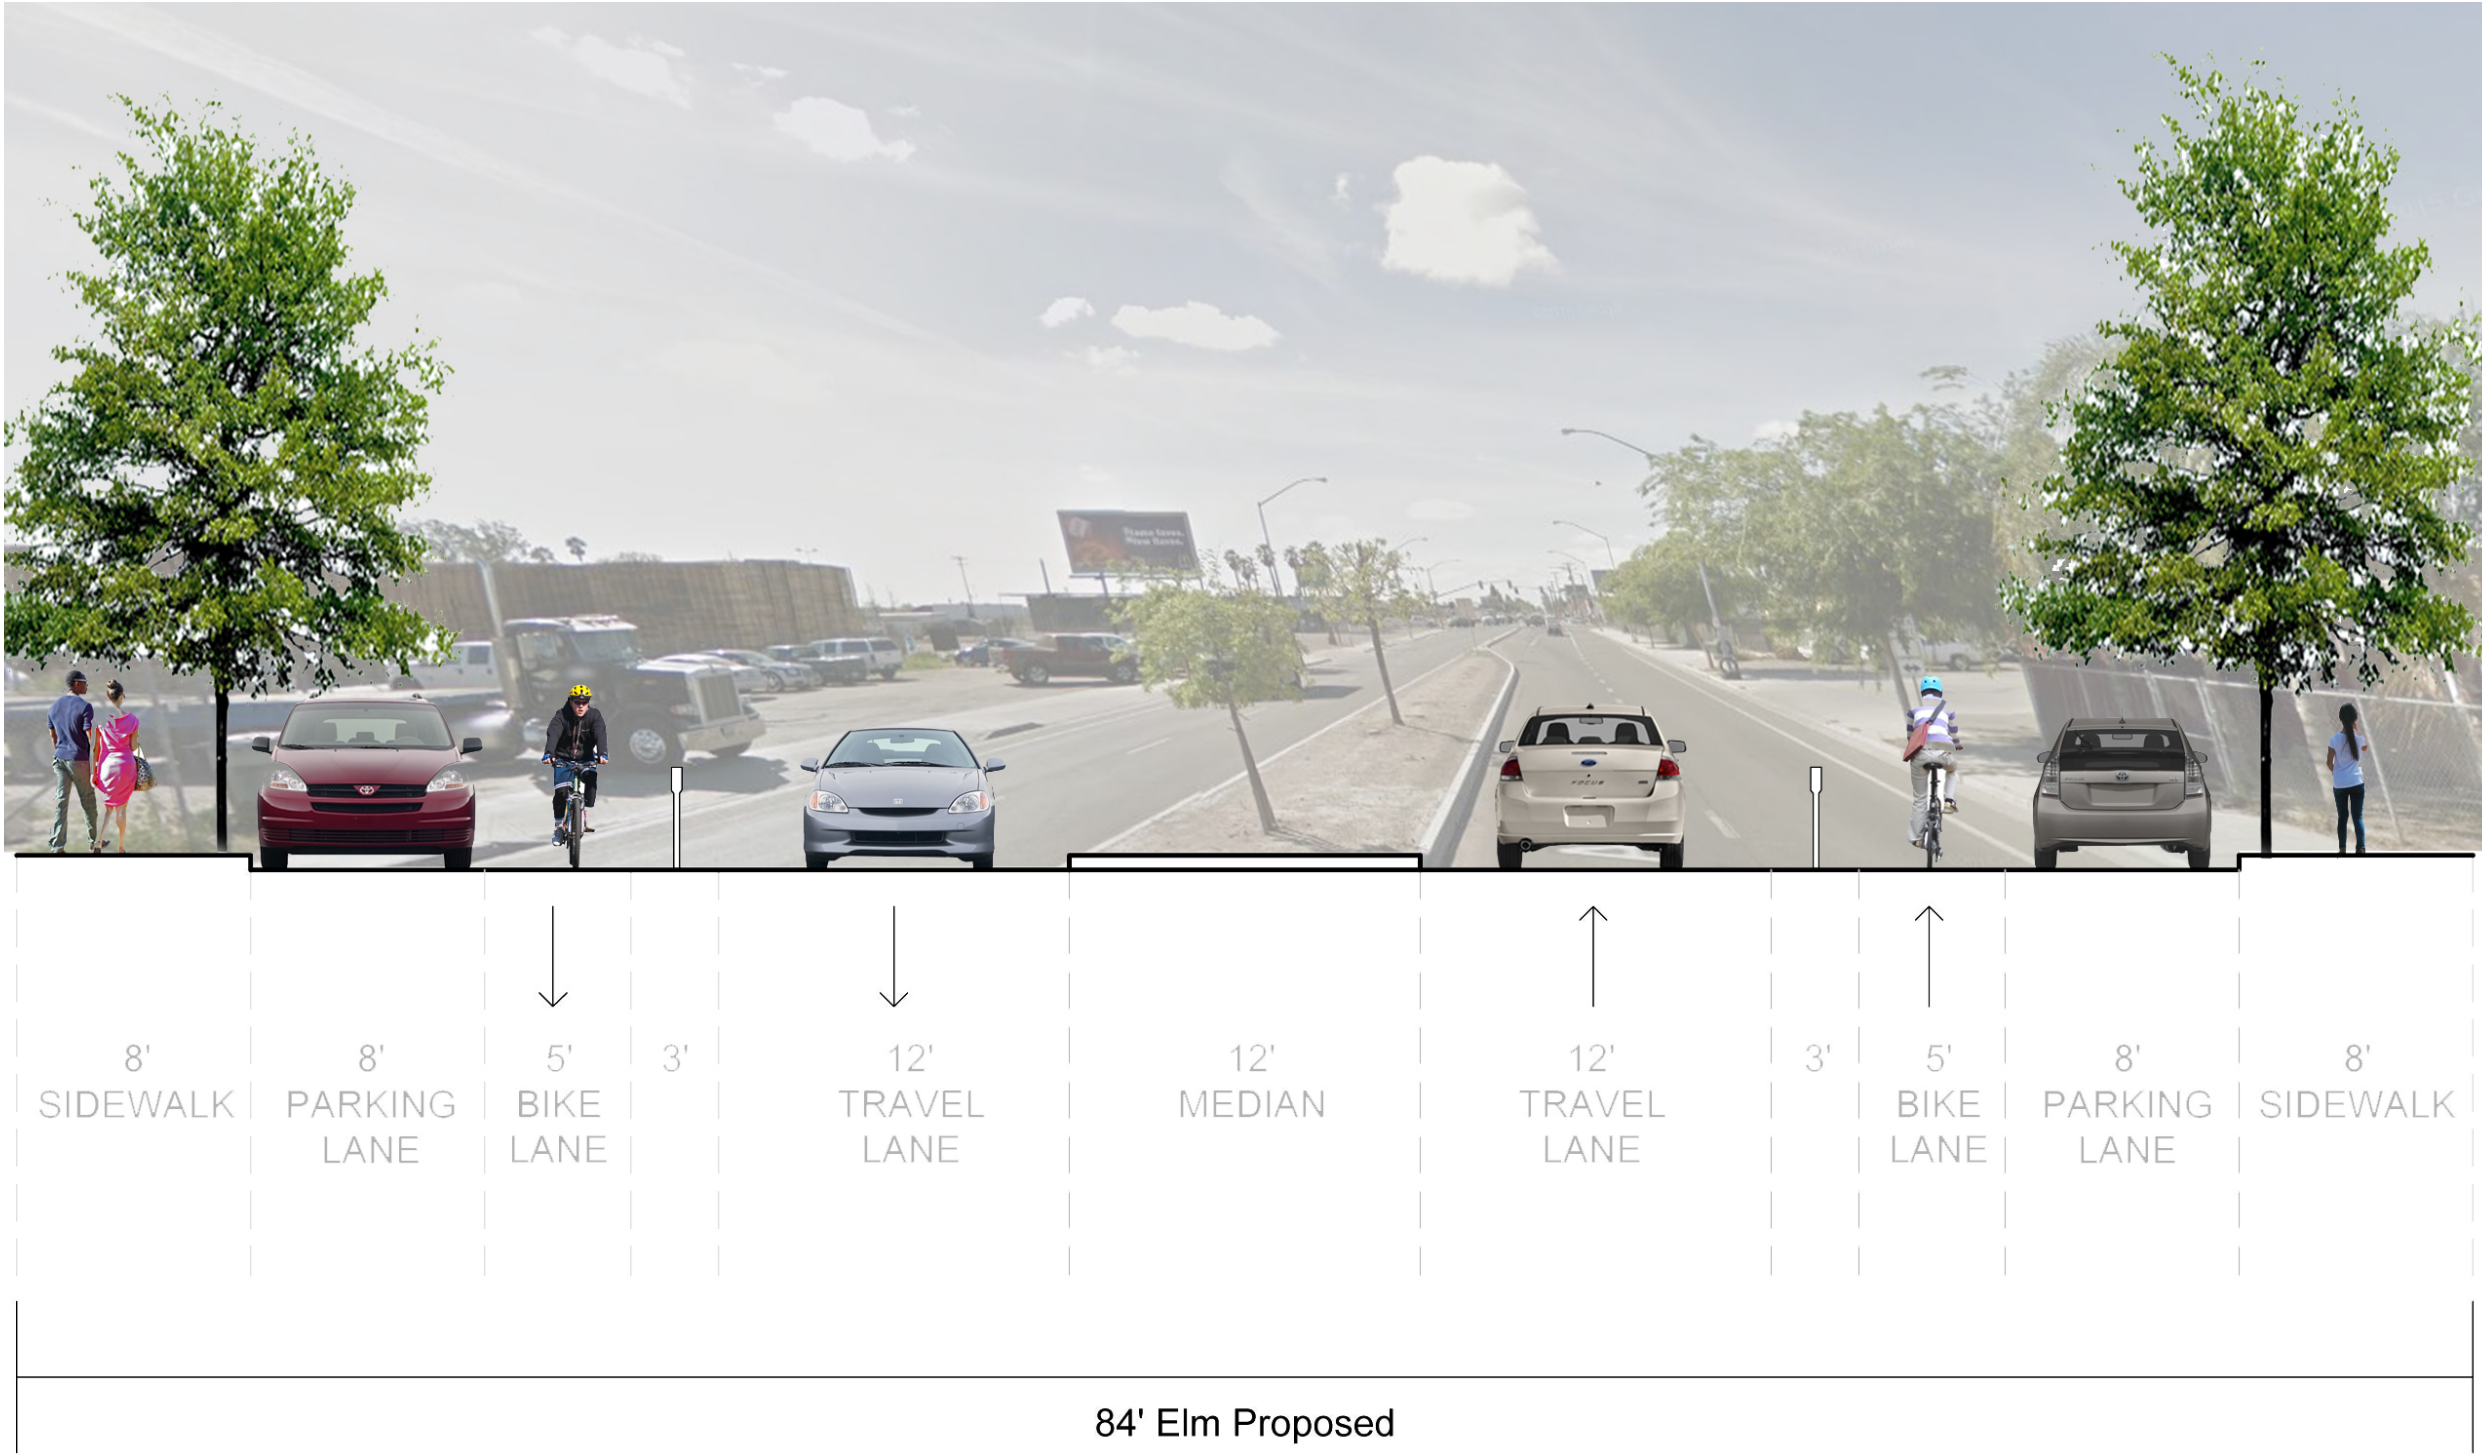 FOCUS
8'
SIDEWALK
8'
PARKING
LANE
5'
BIKE
LANE
3'
12'
TRAVEL
LANE
12'
MEDIAN
12'
TRAVEL
LANE
3'
5'
BIKE
LANE
8'
PARKING
LANE
8'
SIDEWALK
84' Elm Proposed